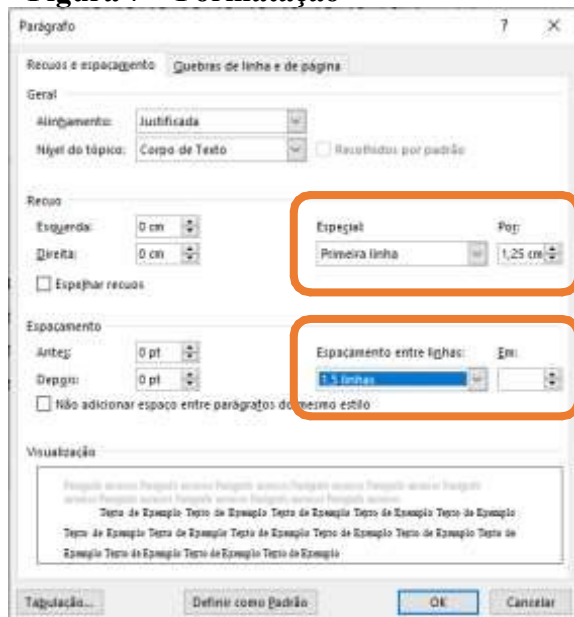 Parágrafo ? ×
Recuos e espaçamento Quebras de linha e de página
Geral
Alinhamento: Justificada
Nível do tópico: Corpo de Texto Recolhidos por padrão
Recuo
Esquerda: 0 cm Especial: Por:
Direita: 0 cm Primeira linha 1,25 cm
Espelhar recuos
Espaçamento
Antes: 0 pt Espaçamento entre linhas: Em:
Depois: 0 pt 1,5 linhas
Não adicionar espaço entre parágrafos do mesmo estilo
Visualização
Texto de Exemplo Texto de Exemplo Texto de Exemplo Texto de Exemplo Texto de Exemplo
Texto de Exemplo Texto de Exemplo Texto de Exemplo Texto de Exemplo Texto de
Exemplo Texto de Exemplo Texto de Exemplo Texto de Exemplo
Tabulação... Definir como Padrão OK Cancelar